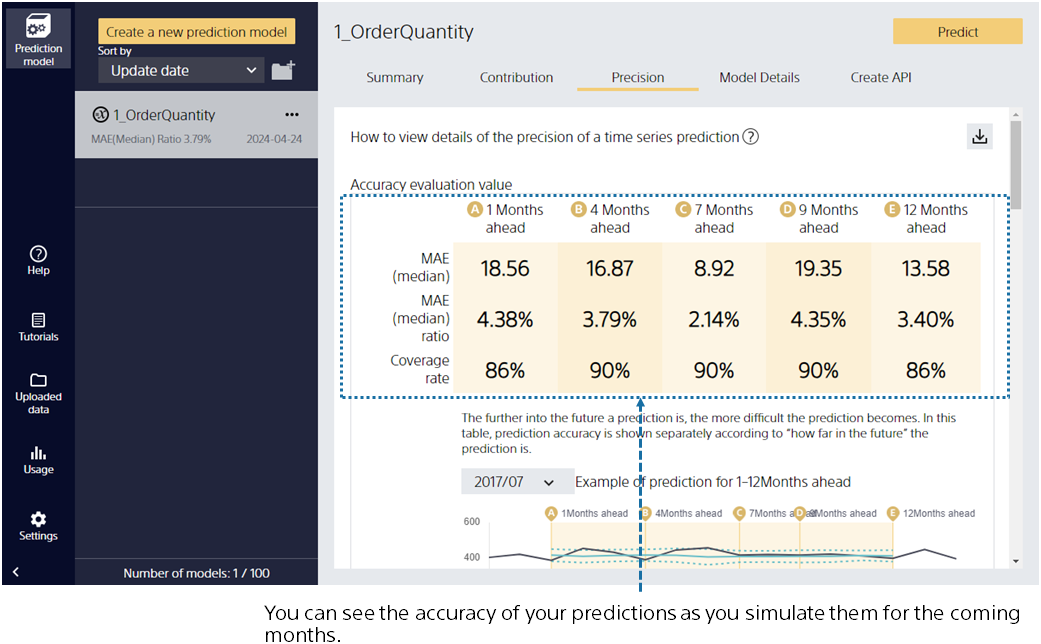 Prediction
model
Help
Tutorials
Uploaded
data
Usage
Settings
<
Create a new prediction model
Sort by
Update date
1_OrderQuantity
...
MAE(Median) Ratio 3.79%
2024-04-24
Number of models: 1 / 100
1_OrderQuantity
Predict
Summary
Contribution
Precision
Model Details
Create API
How to view details of the precision of a time series prediction ?
Accuracy evaluation value
A 1 Months
ahead
B 4 Months
ahead
C 7 Months
ahead
D 9 Months
ahead
E 12 Months
ahead
MAE
(median)
18.56 16.87 8.92 19.35 13.58
MAE
(median)
ratio
4.38% 3.79% 2.14% 4.35% 3.40%
Coverage
rate
86% 90% 90% 90% 86%
The further into the future a prediction is, the more difficult the prediction becomes. In this
table, prediction accuracy is shown separately according to "how far in the future" the
prediction is.
2017/07
Example of prediction for 1–12Months ahead
A 1Months ahead B 4Months ahead C 7Months D Months ahead E 12Months ahead
600
400
You can see the accuracy of your predictions as you simulate them for the coming
months.